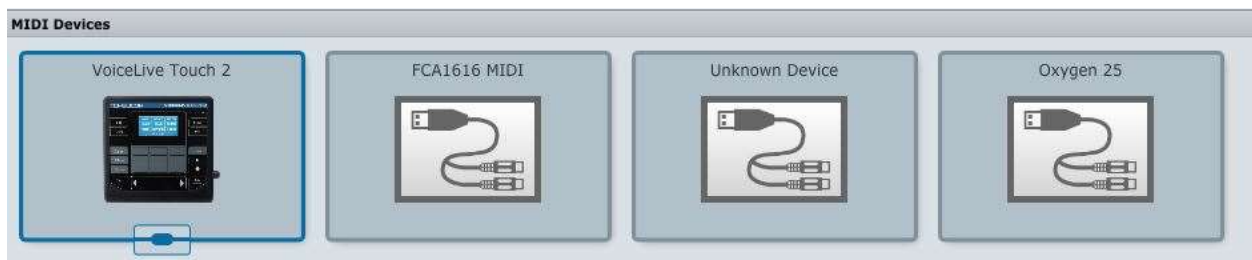 MIDI Devices
VoiceLive Touch 2
FCA1616 MIDI
Unknown Device
Oxygen 25